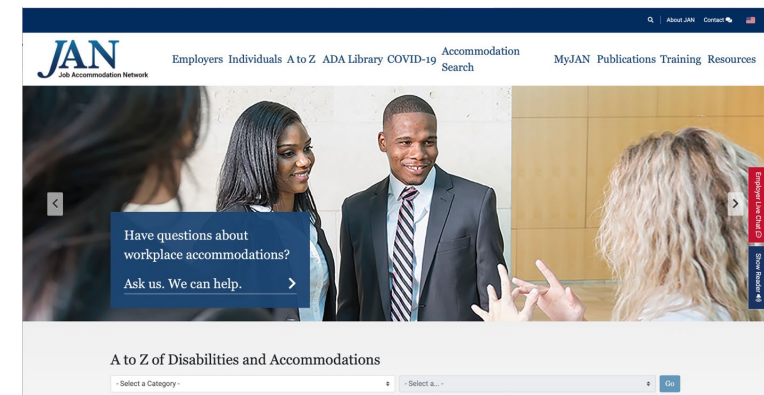 About JAN Contact
JAN
Job Accommodation Network
Employers Individuals A to Z ADA Library COVID-19 Accommodation Search MyJAN Publications Training Resources
Have questions about
workplace accommodations?
Ask us. We can help.
Employer Live Chat
Show Reader
A to Z of Disabilities and Accommodations
- Select a Category -
- Select a... -
Go